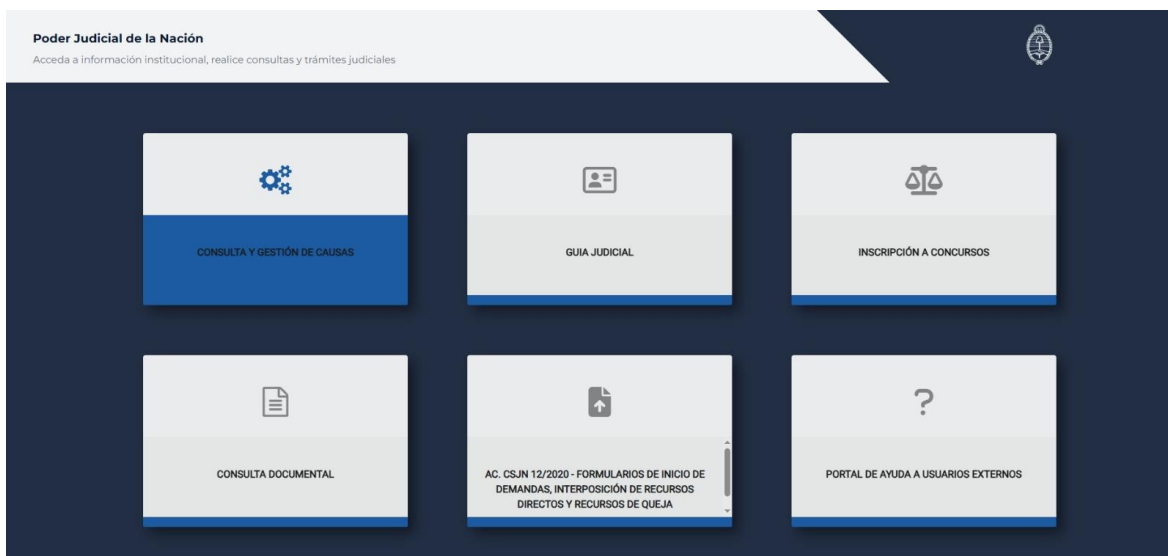 Poder Judicial de la Nación
Acceda a información institucional, realice consultas y trámites judiciales
CONSULTA Y GESTIÓN DE CAUSAS
GUIA JUDICIAL
INSCRIPCIÓN A CONCURSOS
CONSULTA DOCUMENTAL
AC. CSJN 12/2020 - FORMULARIOS DE INICIO DE
DEMANDAS, INTERPOSICIÓN DE RECURSOS
DIRECTOS Y RECURSOS DE QUEJA
PORTAL DE AYUDA A USUARIOS EXTERNOS